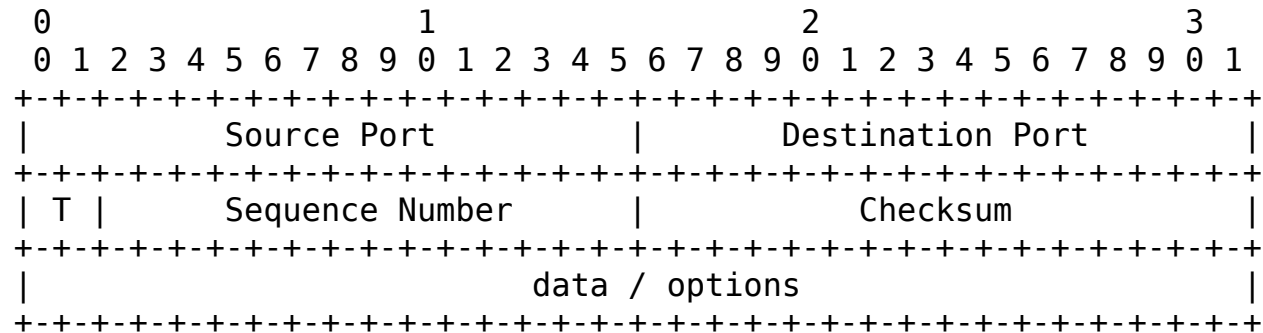 0                   1                   2                   3
 0 1 2 3 4 5 6 7 8 9 0 1 2 3 4 5 6 7 8 9 0 1 2 3 4 5 6 7 8 9 0 1
+-+-+-+-+-+-+-+-+-+-+-+-+-+-+-+-+-+-+-+-+-+-+-+-+-+-+-+-+-+-+-+-+
|          Source Port          |       Destination Port        |
+-+-+-+-+-+-+-+-+-+-+-+-+-+-+-+-+-+-+-+-+-+-+-+-+-+-+-+-+-+-+-+-+
| T |      Sequence Number      |           Checksum            |
+-+-+-+-+-+-+-+-+-+-+-+-+-+-+-+-+-+-+-+-+-+-+-+-+-+-+-+-+-+-+-+-+
|                          data / options                       |
+-+-+-+-+-+-+-+-+-+-+-+-+-+-+-+-+-+-+-+-+-+-+-+-+-+-+-+-+-+-+-+-+